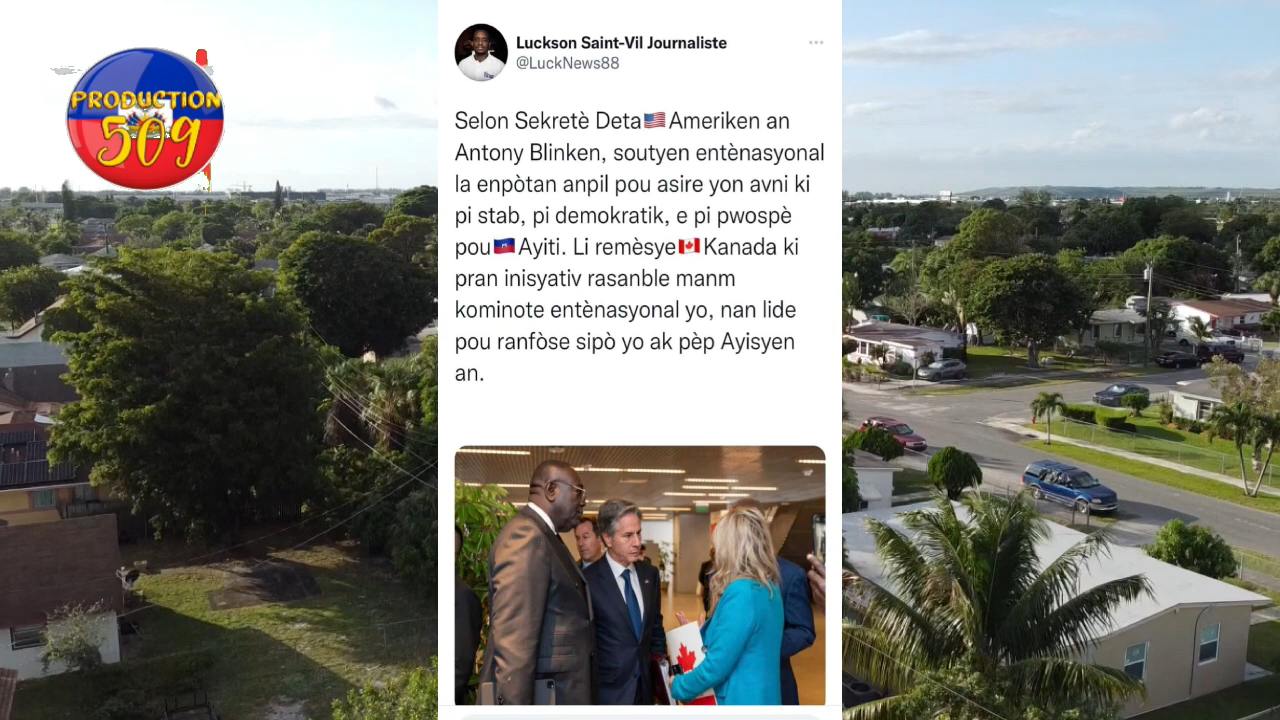 PRODUCTION
509
Luckson Saint-Vil Journaliste
@LuckNews88
Selon Sekretè Deta🇺🇸Ameriken an
Antony Blinken, soutyen entènasyonal
la enpòtan anpil pou asire yon avni ki
pi stab, pi demokratik, e pi pwospè
pou🇭🇹Ayiti. Li remèsye🇨🇦Kanada ki
pran inisyativ rasanble manm
kominote entènasyonal yo, nan lide
pou ranfòse sipò yo ak pèp Ayisyen
an.